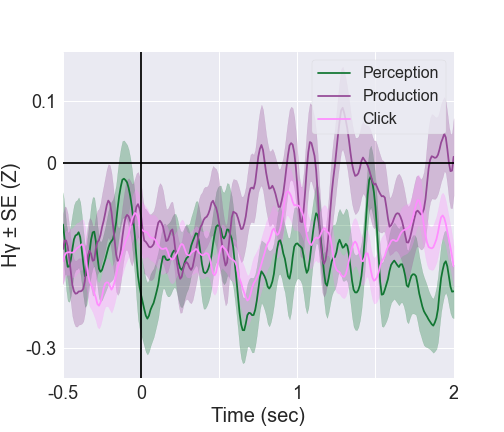 Perception
Production
Click
0.1
0
-0.3
Hγ ± SE (Z)
-0.5
0
1
2
Time (sec)